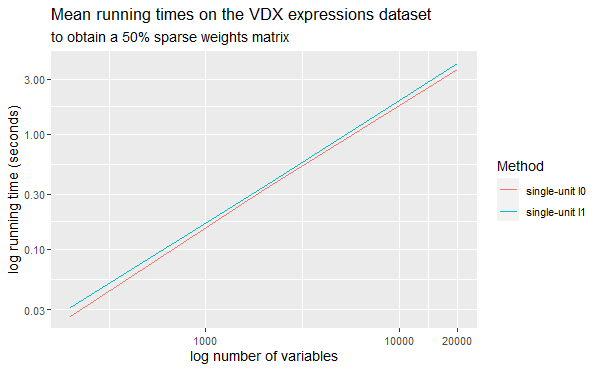 Mean running times on the VDX expressions dataset
to obtain a 50% sparse weights matrix
log running time (seconds)
3.00
1.00
0.30
0.10
0.03
1000
10000
20000
log number of variables
Method
single-unit l0
single-unit l1